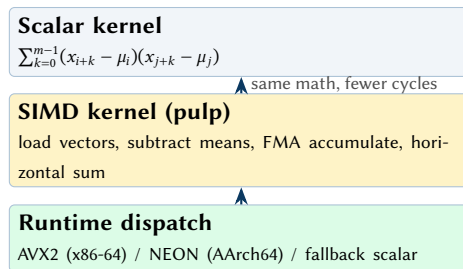 Scalar kernel
∑_{k=0}^{m−1}(x_{i+k} − μ_i)(x_{j+k} − μ_j)
same math, fewer cycles
SIMD kernel (pulp)
load vectors, subtract means, FMA accumulate, hori-
zontal sum
Runtime dispatch
AVX2 (x86-64) / NEON (AArch64) / fallback scalar